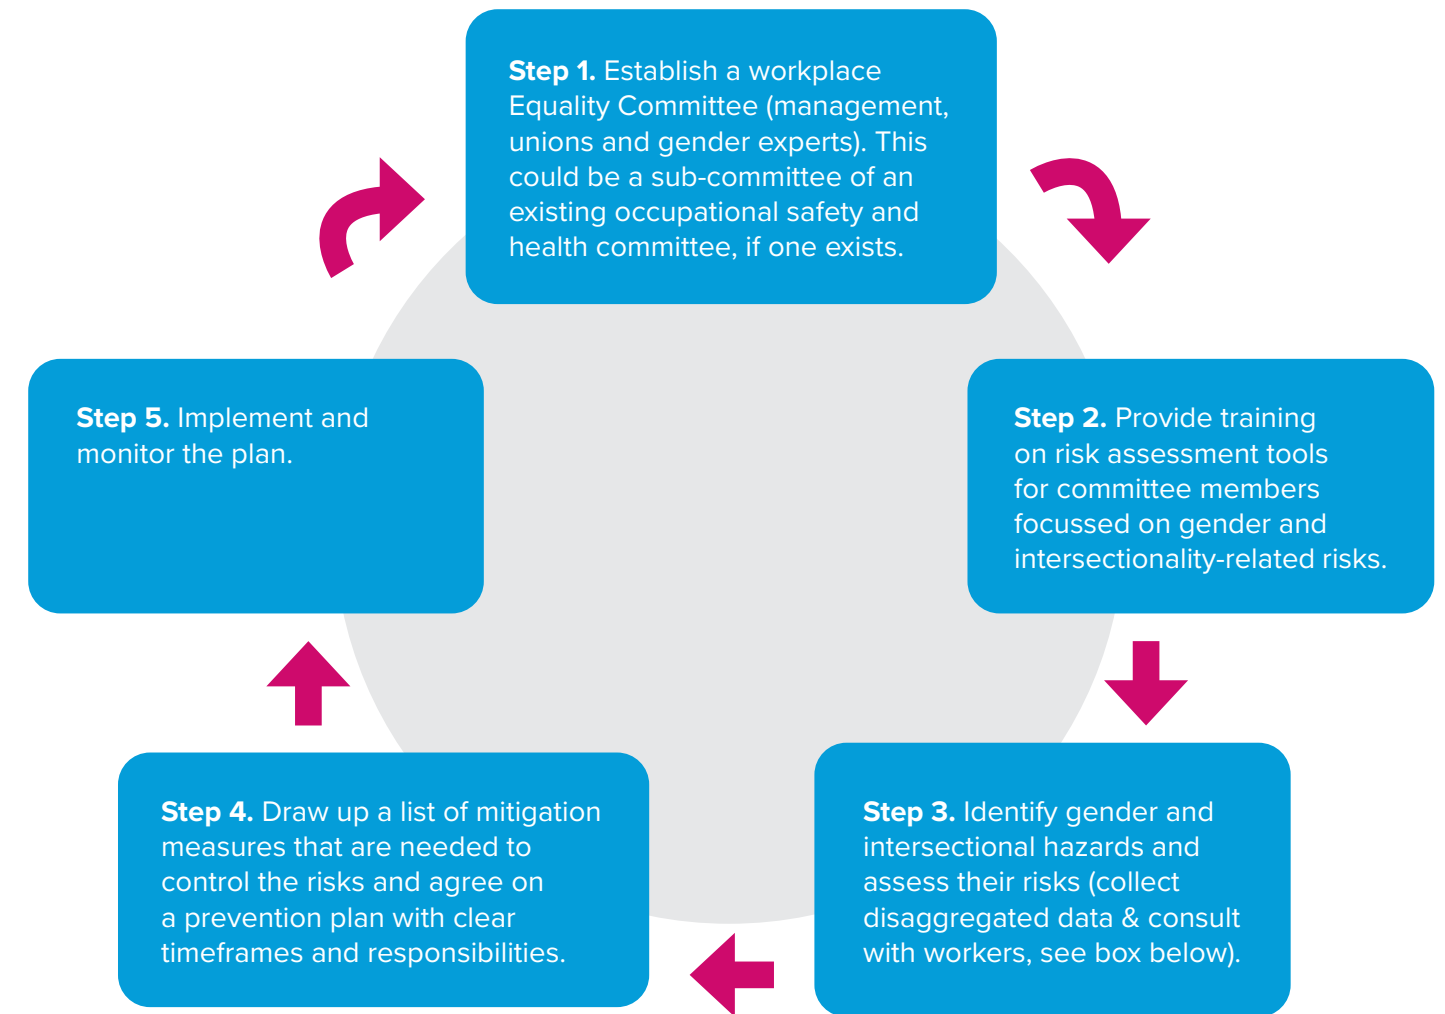 Step 1. Establish a workplace
Equality Committee (management,
unions and gender experts). This
could be a sub-committee of an
existing occupational safety and
health committee, if one exists.
Step 2. Provide training
on risk assessment tools
for committee members
focussed on gender and
intersectionality-related risks.
Step 3. Identify gender and
intersectional hazards and
assess their risks (collect
disaggregated data & consult
with workers, see box below).
Step 4. Draw up a list of mitigation
measures that are needed to
control the risks and agree on
a prevention plan with clear
timeframes and responsibilities.
Step 5. Implement and
monitor the plan.